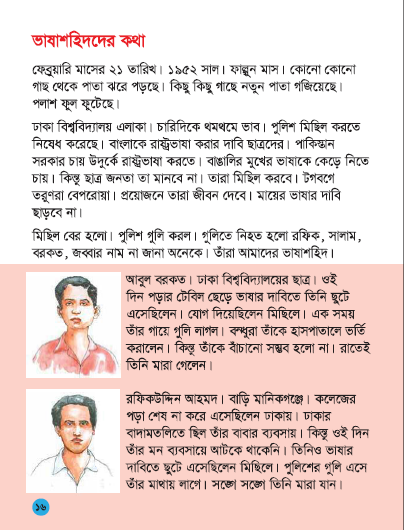 ভাষাশহিদদের কথা
ফেব্রুয়ারি মাসের ২১ তারিখ। ১৯৫২ সাল। ফাল্গুন মাস। কোনো কোনো
গাছ থেকে পাতা ঝরে পড়ছে। কিছু কিছু গাছে নতুন পাতা গজিয়েছে।
পলাশ ফুল ফুটেছে।
ঢাকা বিশ্ববিদ্যালয় এলাকা। চারিদিকে থমথমে ভাব। পুলিশ মিছিল করতে
নিষেধ করেছে। বাংলাকে রাষ্ট্রভাষা করার দাবি ছাত্রদের। পাকিস্তান
সরকার চায় উর্দুকে রাষ্ট্রভাষা করতে। বাঙালির মুখের ভাষাকে কেড়ে নিতে
চায়। কিন্তু ছাত্র জনতা তা মানবে না। তারা মিছিল করবে। টগবগে
তরুণরা বেপরোয়া। প্রয়োজনে তারা জীবন দেবে। মায়ের ভাষার দাবি
ছাড়বে না।
মিছিল বের হলো। পুলিশ গুলি করল। গুলিতে নিহত হলো রফিক, সালাম,
বরকত, জব্বার নাম না জানা অনেকে। তাঁরা আমাদের ভাষাশহিদ।
আবুল বরকত। ঢাকা বিশ্ববিদ্যালয়ের ছাত্র। ওই
দিন পড়ার টেবিল ছেড়ে ভাষার দাবিতে তিনি ছুটে
এসেছিলেন। যোগ দিয়েছিলেন মিছিলে। এক সময়
তাঁর গায়ে গুলি লাগল। বন্ধুরা তাঁকে হাসপাতালে ভর্তি
করালেন। কিন্তু তাঁকে বাঁচানো সম্ভব হলো না। রাতেই
তিনি মারা গেলেন।
রফিকউদ্দিন আহমদ। বাড়ি মানিকগঞ্জে। কলেজের
পড়া শেষ না করে এসেছিলেন ঢাকায়। ঢাকার
বাদামতলিতে ছিল তাঁর বাবার ব্যবসায়। কিন্তু ওই দিন
তাঁর মন ব্যবসায়ে আটকে থাকেনি। তিনিও ভাষার
দাবিতে ছুটে এসেছিলেন মিছিলে। পুলিশের গুলি এসে
তাঁর মাথায় লাগে। সঙ্গে সঙ্গে তিনি মারা যান।
১৬